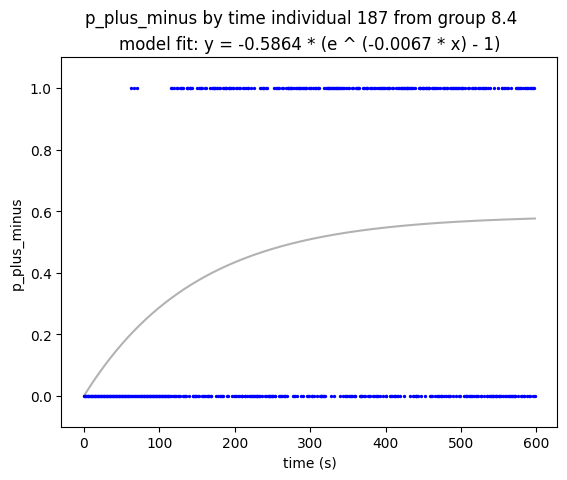 p_plus_minus by time individual 187 from group 8.4
model fit: y = -0.5864 * (e ^ (-0.0067 * x) - 1)
1.0
0.8
0.6
0.4
0.2
0.0
p_plus_minus
0 100 200 300 400 500 600
time (s)